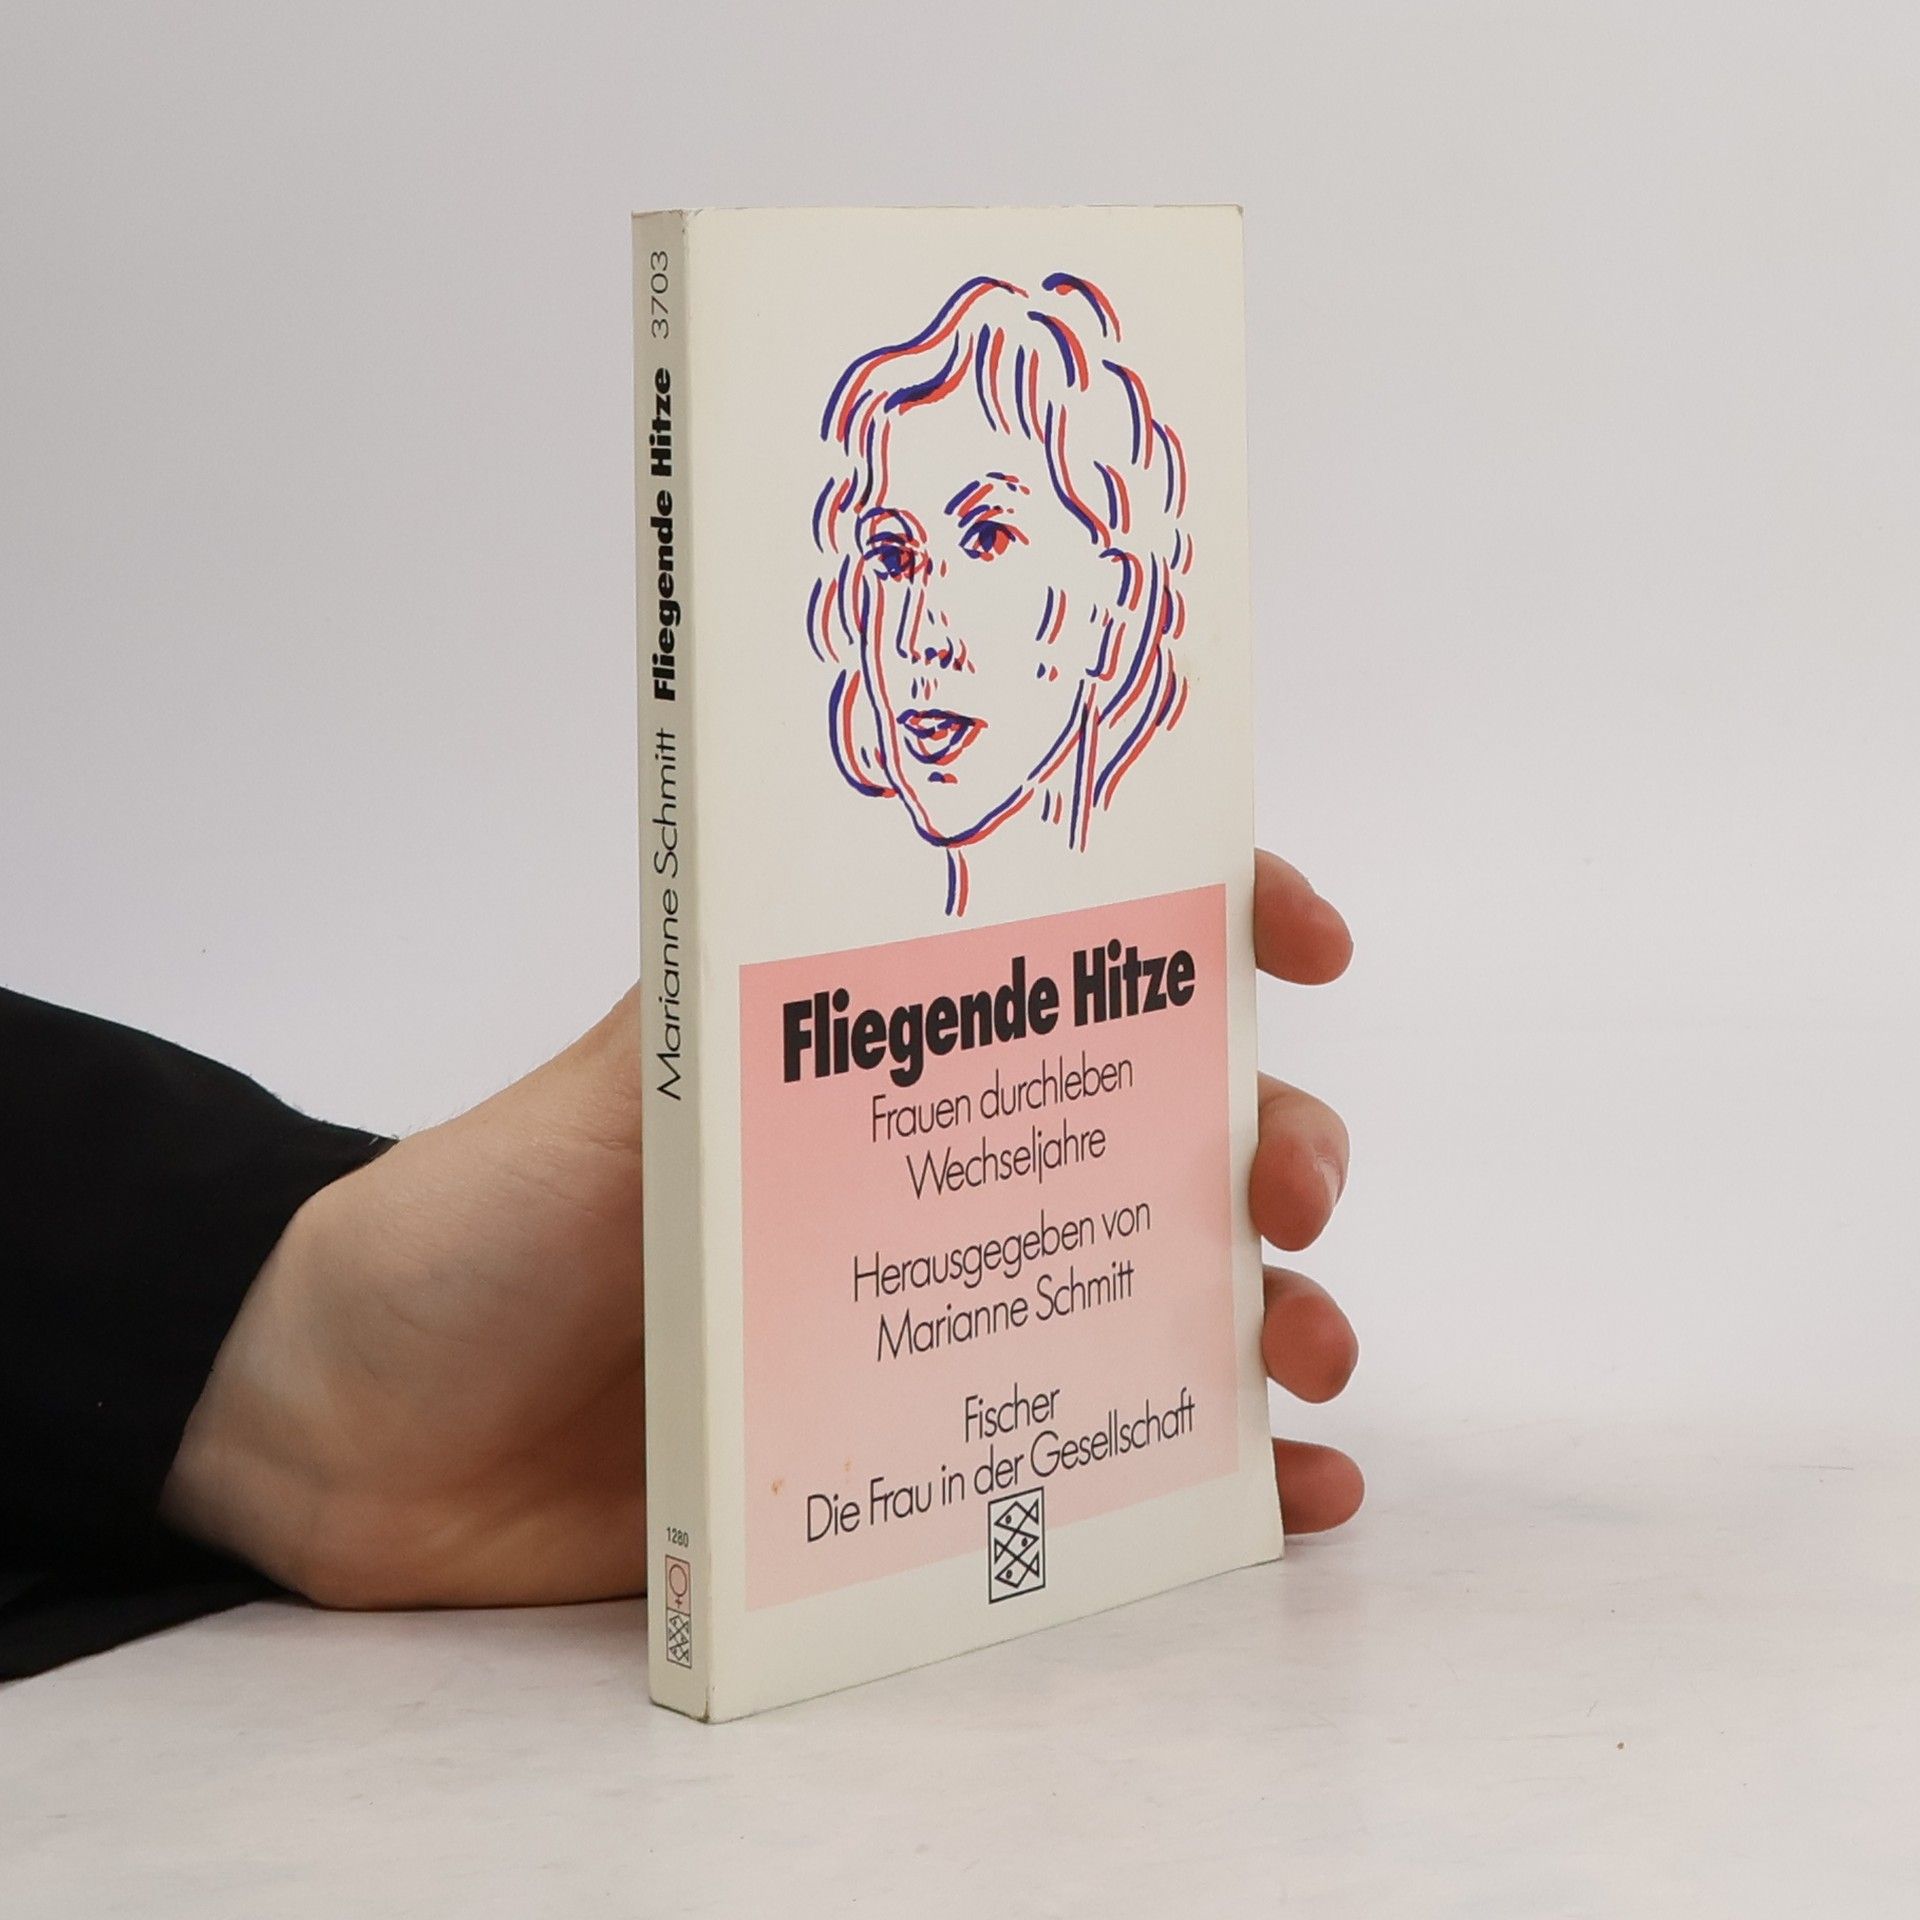 Marianne Schmitt Fliegende Hitze 3703
1280
Fliegende Hitze
Frauen durchleben
Wechseljahre
Herausgegeben von
Marianne Schmitt
Fischer
Die Frau in der Gesellschaft